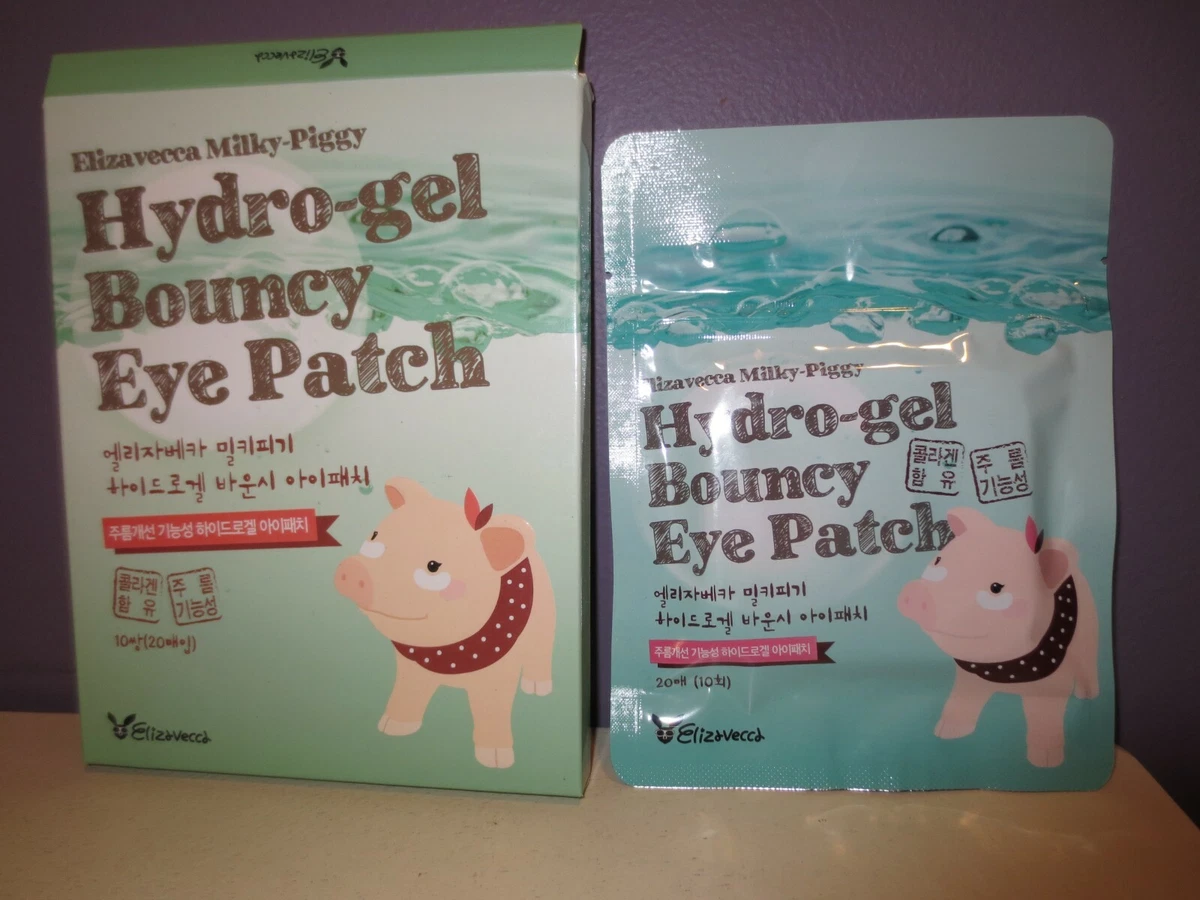 Elizavecca
Elizavecca Milky-Piggy
Hydro-gel
Bouncy
Eye Patch
엘리자베카 밀키피기
하이드로겔 바운시 아이패치
주름개선 기능성 하이드로겔 아이패치
콜라겐
함유
주름
기능성
10쌍(20매입)
Elizavecca
lizavecca Milky-Piggy
Hydro-gel
Bouncy
Eye Patch
콜라겐
함유
주름
기능성
엘리자베카 밀키피기
하이드로겔 바운시 아이패치
주름개선 기능성 하이드로겔 아이패치
20매 (10회)
Elizavecca